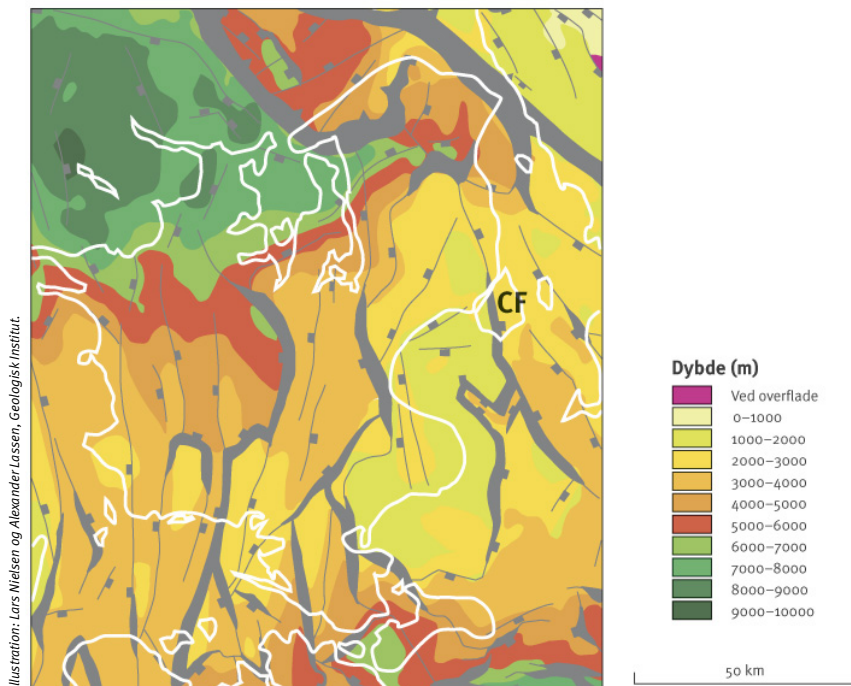 Illustration: Lars Nielsen og Alexander Lassen, Geologisk Institut.
CF
Dybde (m)
Ved overflade
0–1000
1000–2000
2000–3000
3000–4000
4000–5000
5000–6000
6000–7000
7000–8000
8000–9000
9000–10000
50 km